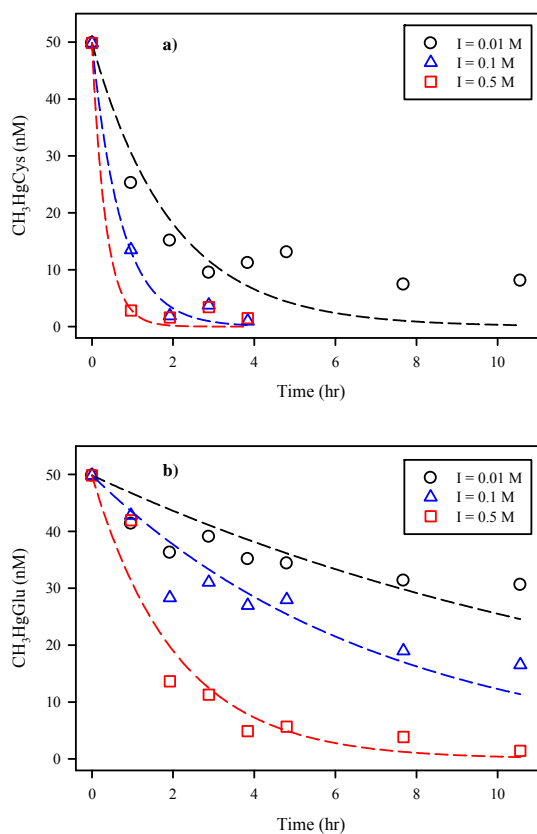 a)
I = 0.01 M
I = 0.1 M
I = 0.5 M
50
40
30
20
10
0
CH₃HgCys (nM)
0 2 4 6 8 10
Time (hr)
b)
I = 0.01 M
I = 0.1 M
I = 0.5 M
50
40
30
20
10
0
CH₃HgGlu (nM)
0 2 4 6 8 10
Time (hr)